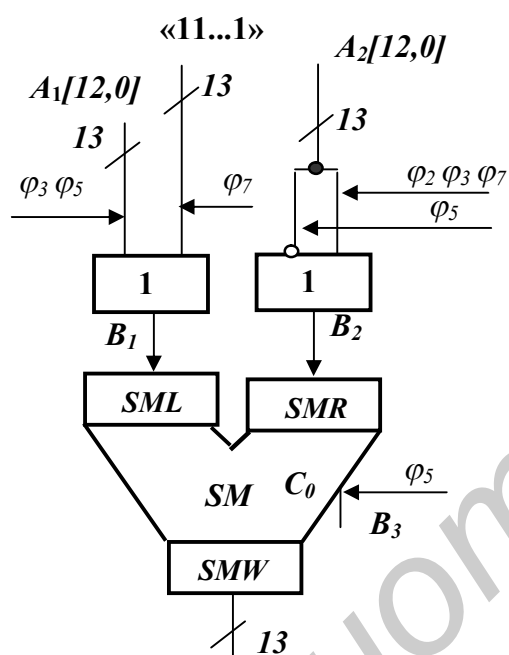 «11...1»
A₁[12,0]
A₂[12,0]
13
13
13
φ₃ φ₅
φ₇
φ₂ φ₃ φ₇
φ₅
1
1
B₁
B₂
SML
SMR
SM
C₀
φ₅
B₃
SMW
13